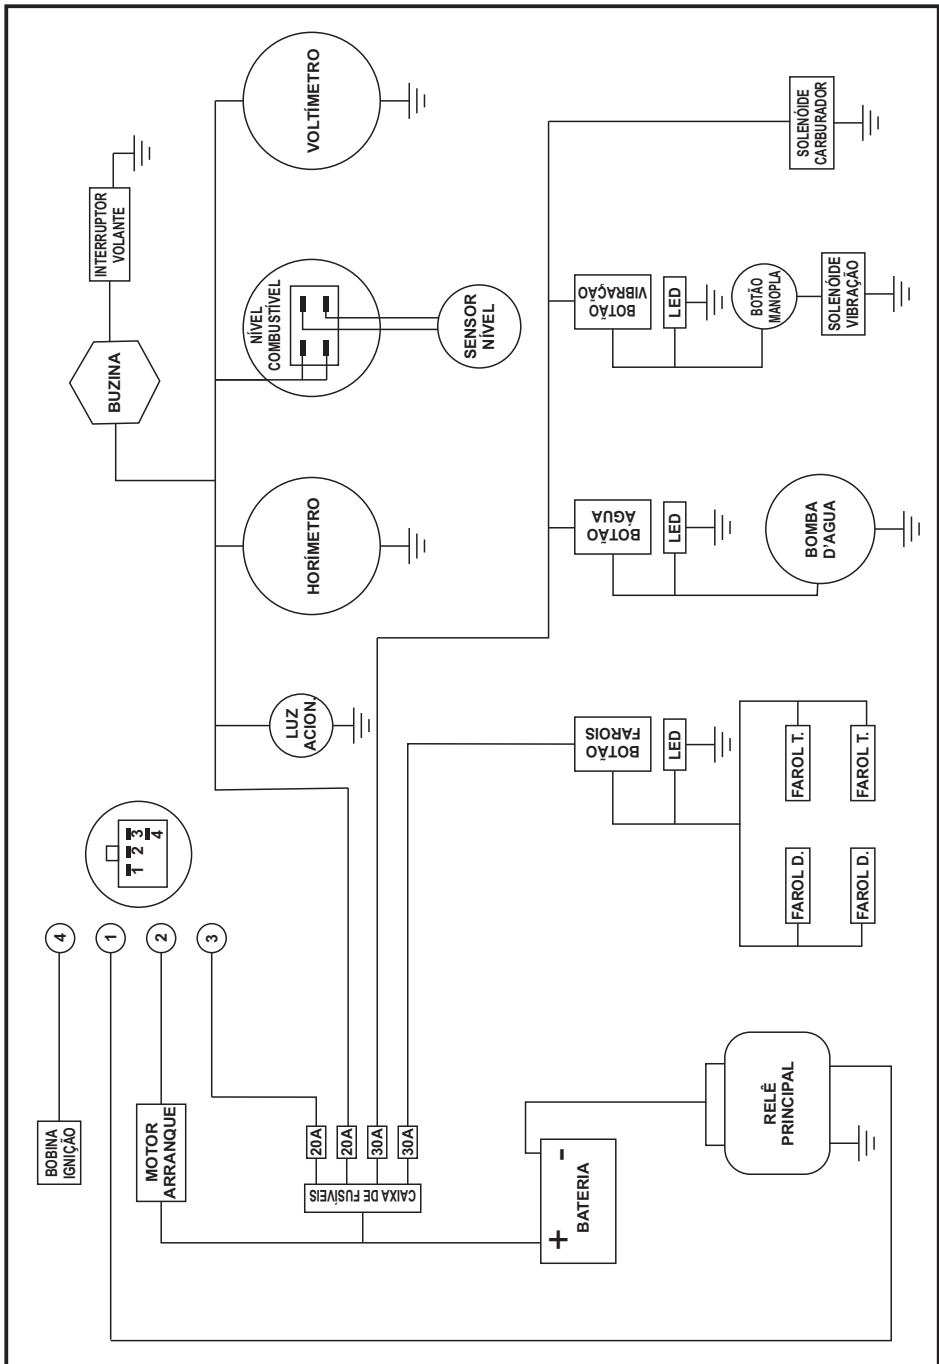 BOBINA
IGNIÇÃO
4
1
2
3
MOTOR
ARRANQUE
1
2
3
4
BUZINA
INTERRUPTOR
VOLANTE
LUZ
ACION.
HORÍMETRO
NÍVEL
COMBUSTÍVEL
VOLTÍMETRO
SENSOR
NÍVEL
CAIXA DE FUSÍVEIS
20A
20A
30A
30A
+
-
BATERIA
BOTÃO
FAROIS
LED
BOTÃO
ÁGUA
LED
BOTÃO
VIBRAÇÃO
LED
RELÊ
PRINCIPAL
FAROL D.
FAROL T.
FAROL D.
FAROL T.
BOMBA
D'AGUA
BOTÃO
MANOPLA
SOLENÓIDE
VIBRAÇÃO
SOLENÓIDE
CARBURADOR